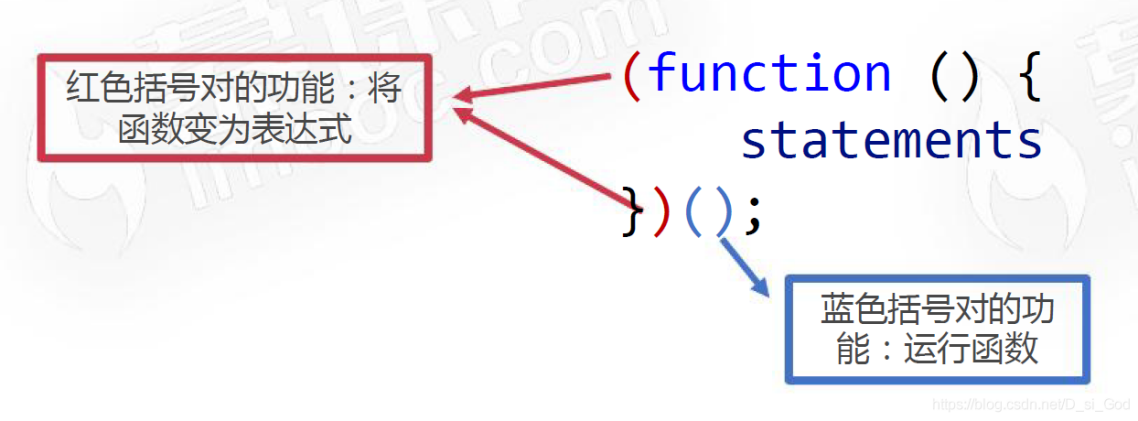 红色括号对的功能：将
函数变为表达式
(function () {
statements
})();
蓝色括号对的功
能：运行函数
https://blog.csdn.net/D_si_God